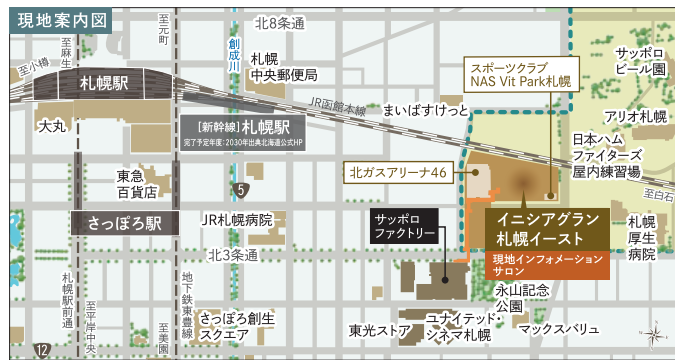 現地案内図
至小樽
至麻生
至元町
北8条通
創成川
札幌
中央郵便局
スポーツクラブ
NAS Vit Park札幌
サッポロ
ビール園
札幌駅
JR函館本線
まいばすけっと
アリオ札幌
大丸
[新幹線]札幌駅
完了予定年度:2030年出典北海道公式HP
日本ハム
ファイターズ
屋内練習場
東急
百貨店
5
北ガスアリーナ46
至白石
さっぽろ駅
JR札幌病院
サッポロ
ファクトリー
イニシアグラン
札幌イースト
現地インフォメーション
サロン
札幌
厚生
病院
北3条通
札幌駅前通
至平岸中央
至美園
地下鉄東豊線
さっぽろ創生
スクエア
永山記念
公園
東光ストア
ユナイテッド・
シネマ札幌
マックスバリュ
12